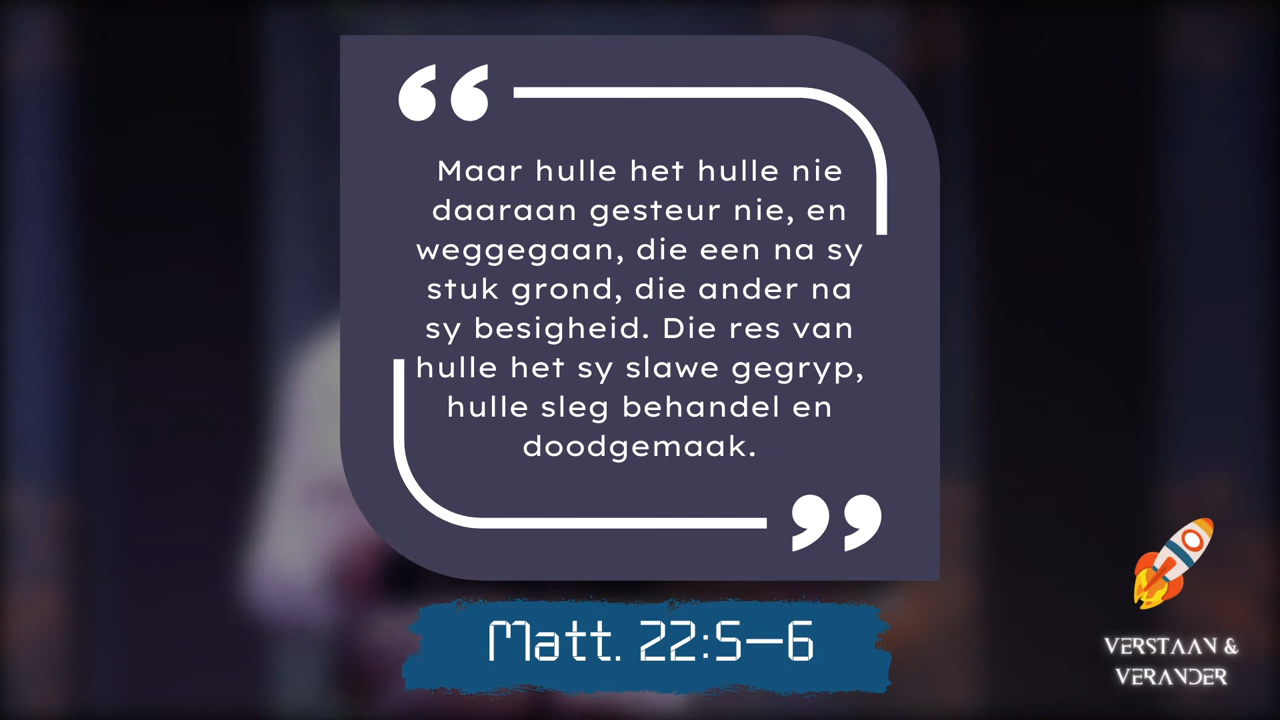 “
Maar hulle het hulle nie
daaraan gesteur nie, en
weggegaan, die een na sy
stuk grond, die ander na
sy besigheid. Die res van
hulle het sy slawe gegryp,
hulle sleg behandel en
doodgemaak.
”
Matt. 22:5–6
VERSTAAN &
VERANDER